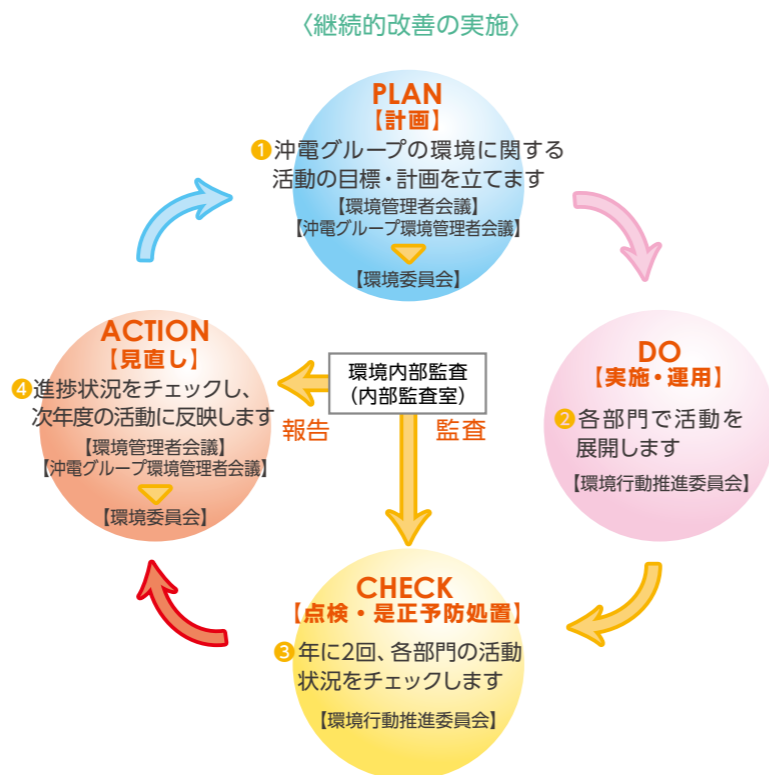 〈継続的改善の実施〉
PLAN
【計画】
❶沖電グループの環境に関する
活動の目標・計画を立てます
【環境管理者会議】
【沖電グループ環境管理者会議】
【環境委員会】
DO
【実施・運用】
❷各部門で活動を
展開します
【環境行動推進委員会】
CHECK
【点検・是正予防処置】
❸年に2回、各部門の活動
状況をチェックします
【環境行動推進委員会】
ACTION
【見直し】
❹進捗状況をチェックし、
次年度の活動に反映します
【環境管理者会議】
【沖電グループ環境管理者会議】
【環境委員会】
環境内部監査
（内部監査室）
報告
監査